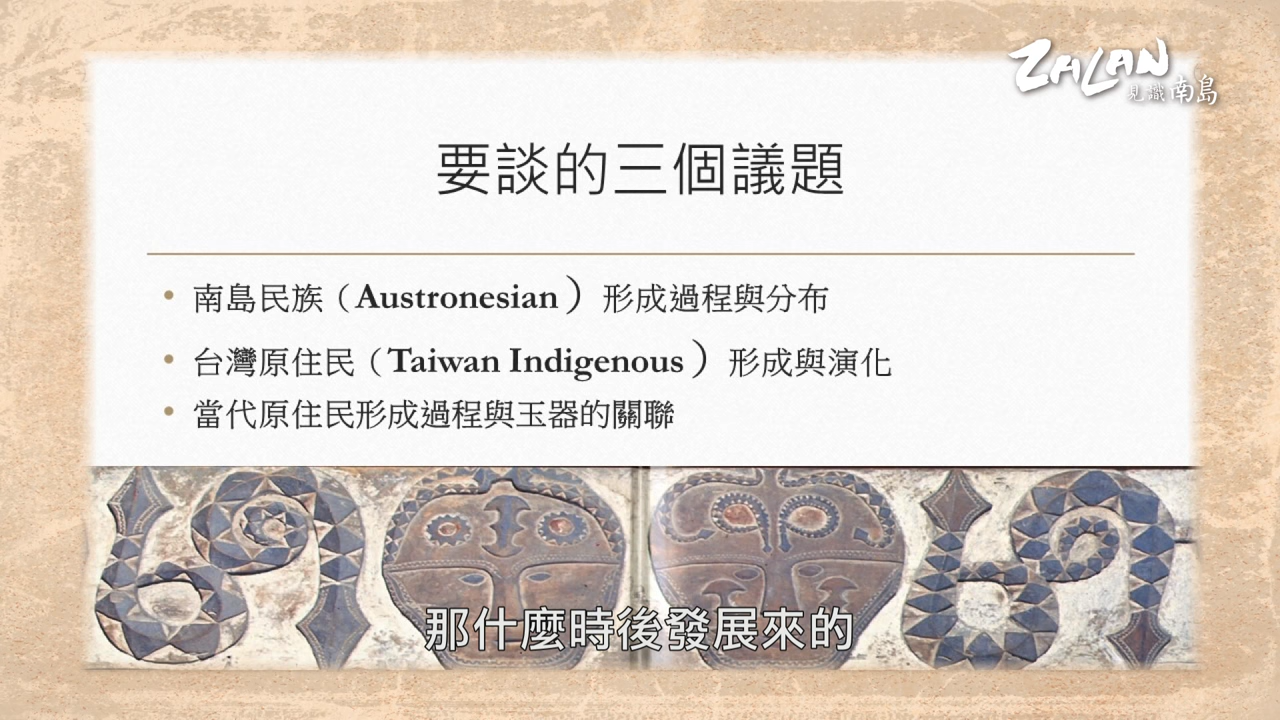 ZALAN
見識南島
要談的三個議題
• 南島民族（Austronesian）形成過程與分布
• 台灣原住民（Taiwan Indigenous）形成與演化
• 當代原住民形成過程與玉器的關聯
那什麼時後發展來的